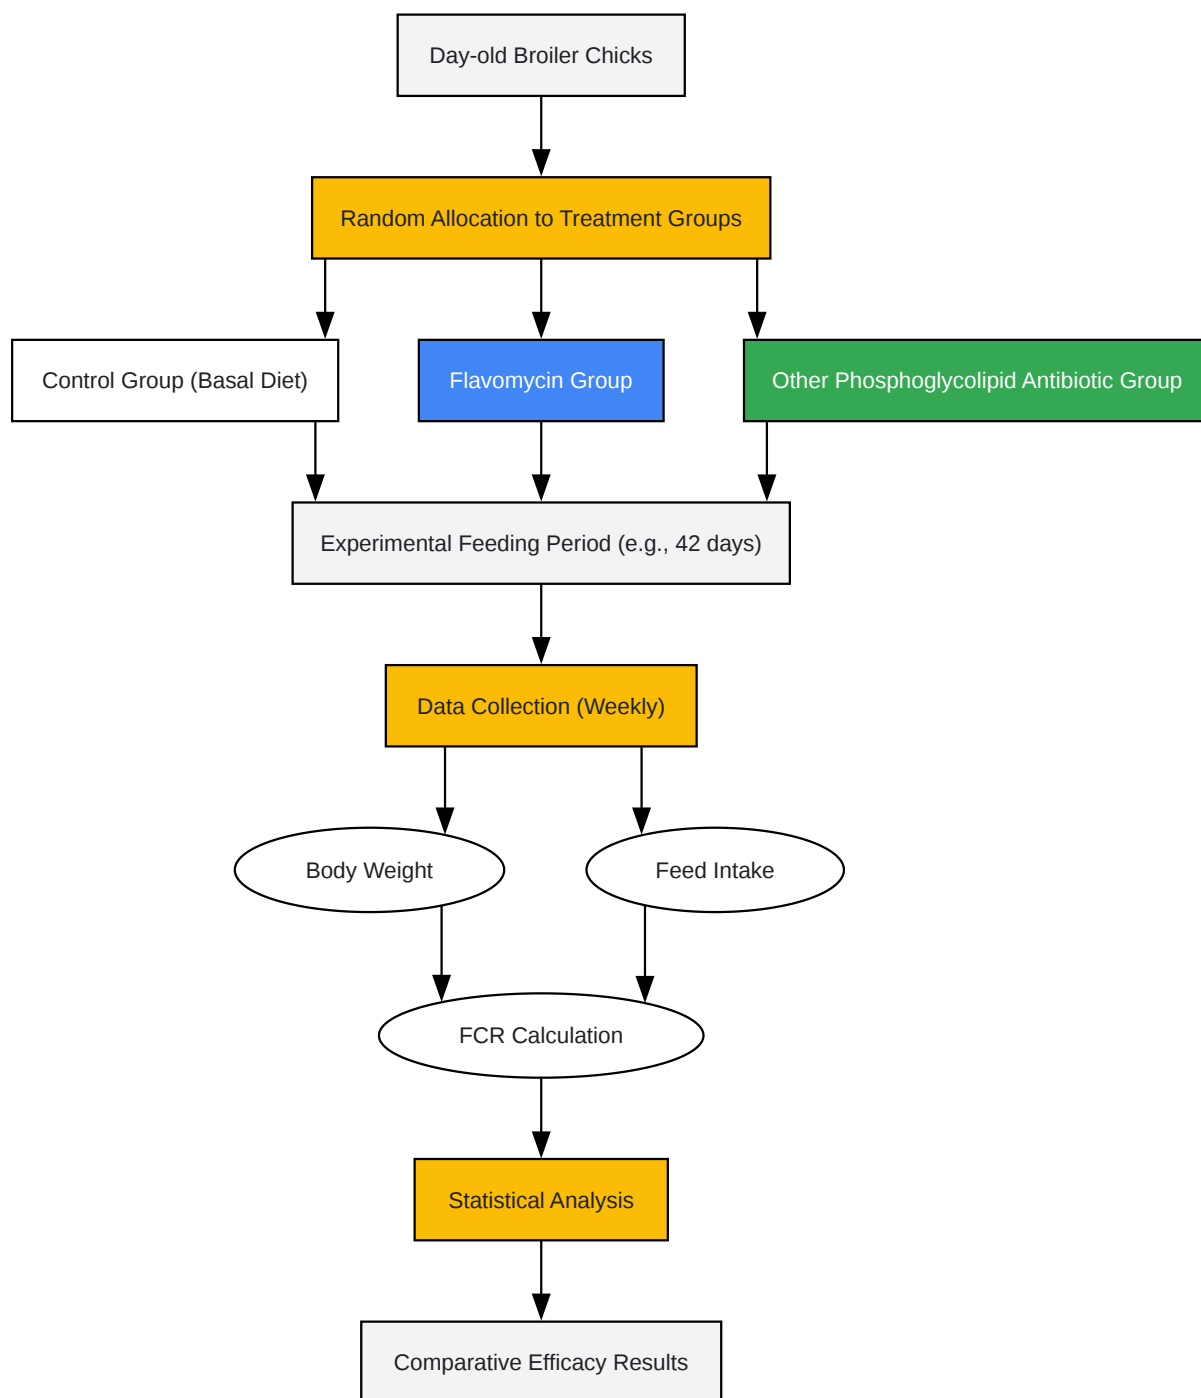 Day-old Broiler Chicks
Random Allocation to Treatment Groups
Control Group (Basal Diet)
Flavomycin Group
Other Phosphoglycolipid Antibiotic Group
Experimental Feeding Period (e.g., 42 days)
Data Collection (Weekly)
Body Weight
Feed Intake
FCR Calculation
Statistical Analysis
Comparative Efficacy Results